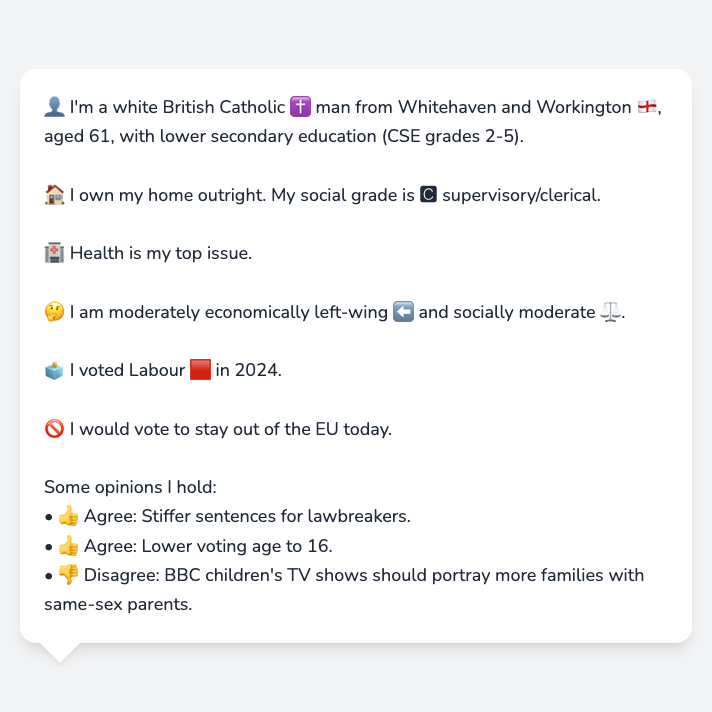 👤 I'm a white British Catholic ✝️ man from Whitehaven and Workington 🏴󠁧󠁢󠁥󠁮󠁧󠁿,
aged 61, with lower secondary education (CSE grades 2-5).
🏠 I own my home outright. My social grade is 🅲 supervisory/clerical.
🏥 Health is my top issue.
🤔 I am moderately economically left-wing ⬅️ and socially moderate ⚖️.
🗳️ I voted Labour 🟥 in 2024.
🚫 I would vote to stay out of the EU today.
Some opinions I hold:
• 👍 Agree: Stiffer sentences for lawbreakers.
• 👍 Agree: Lower voting age to 16.
• 👎 Disagree: BBC children's TV shows should portray more families with
same-sex parents.